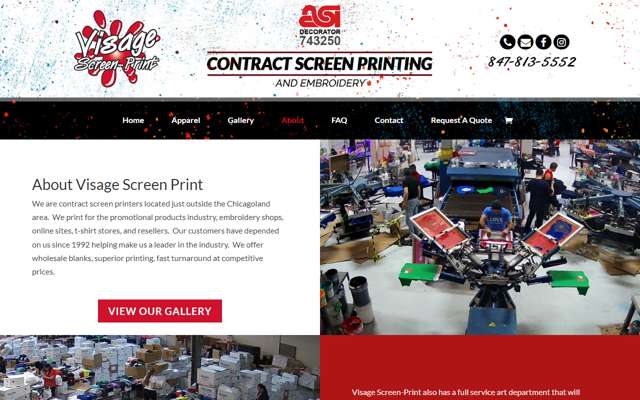 Visage
Screen-Print
ASI
DECORATOR
743250
CONTRACT SCREEN PRINTING
AND EMBROIDERY
847-813-5552
Home
Apparel
Gallery
About
FAQ
Contact
Request A Quote
About Visage Screen Print
We are contract screen printers located just outside the Chicagoland
area. We print for the promotional products industry, embroidery shops,
online sites, t-shirt stores, and resellers. Our customers have depended
on us since 1992 helping make us a leader in the industry. We offer
wholesale blanks, superior printing, fast turnaround at competitive
prices.
VIEW OUR GALLERY
Visage Screen-Print also has a full service art department that will